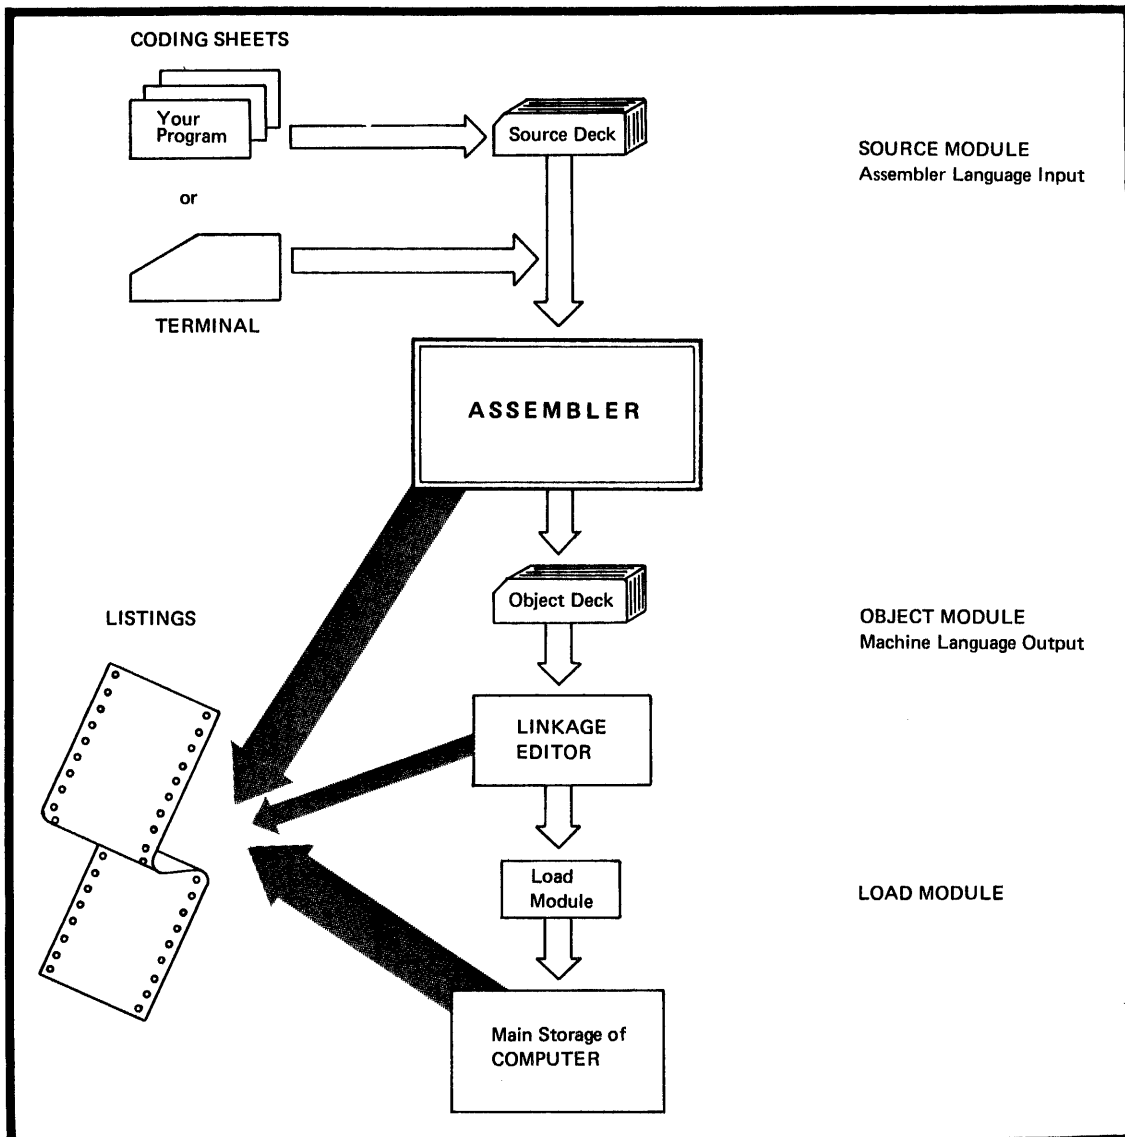 CODING SHEETS
Your
Program
Source Deck
SOURCE MODULE
Assembler Language Input
or
TERMINAL
ASSEMBLER
Object Deck
LISTINGS
OBJECT MODULE
Machine Language Output
LINKAGE
EDITOR
Load
Module
LOAD MODULE
Main Storage of
COMPUTER